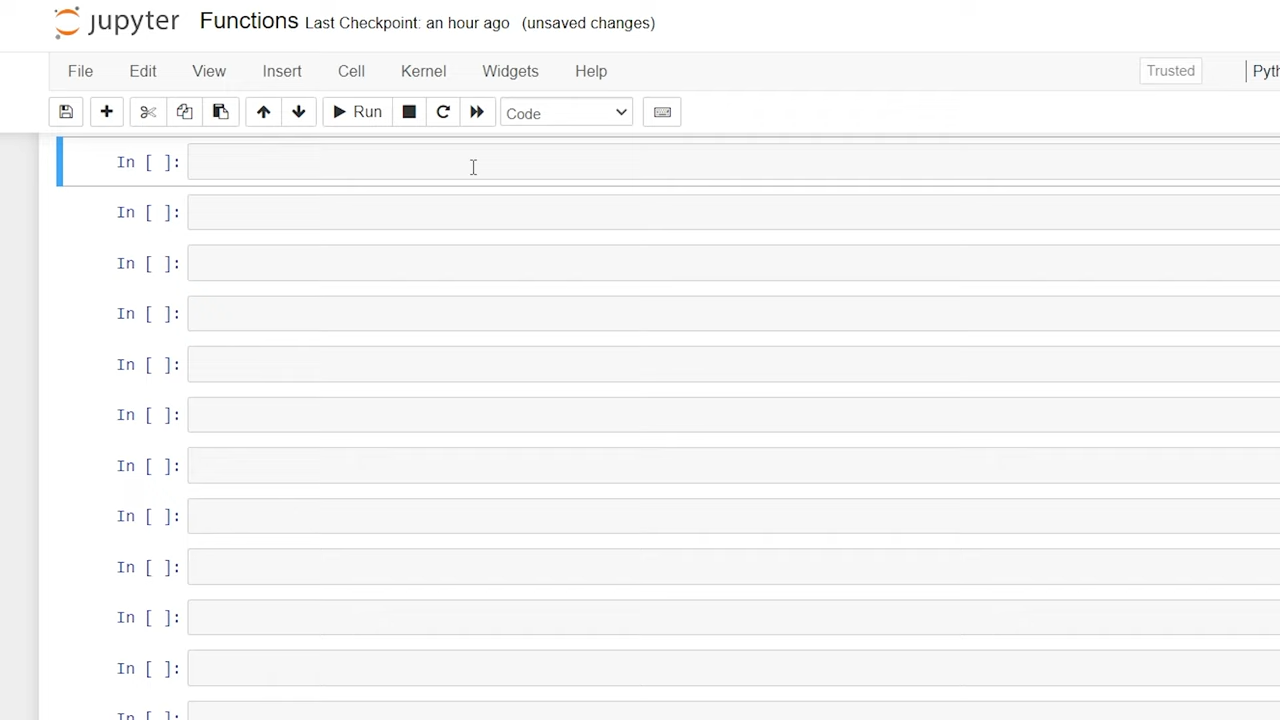 jupyter Functions Last Checkpoint: an hour ago (unsaved changes)
File Edit View Insert Cell Kernel Widgets Help Trusted Pyth
Run Code
In [ ]:
In [ ]:
In [ ]:
In [ ]:
In [ ]:
In [ ]:
In [ ]:
In [ ]:
In [ ]:
In [ ]:
In [ ]:
In [ ]: